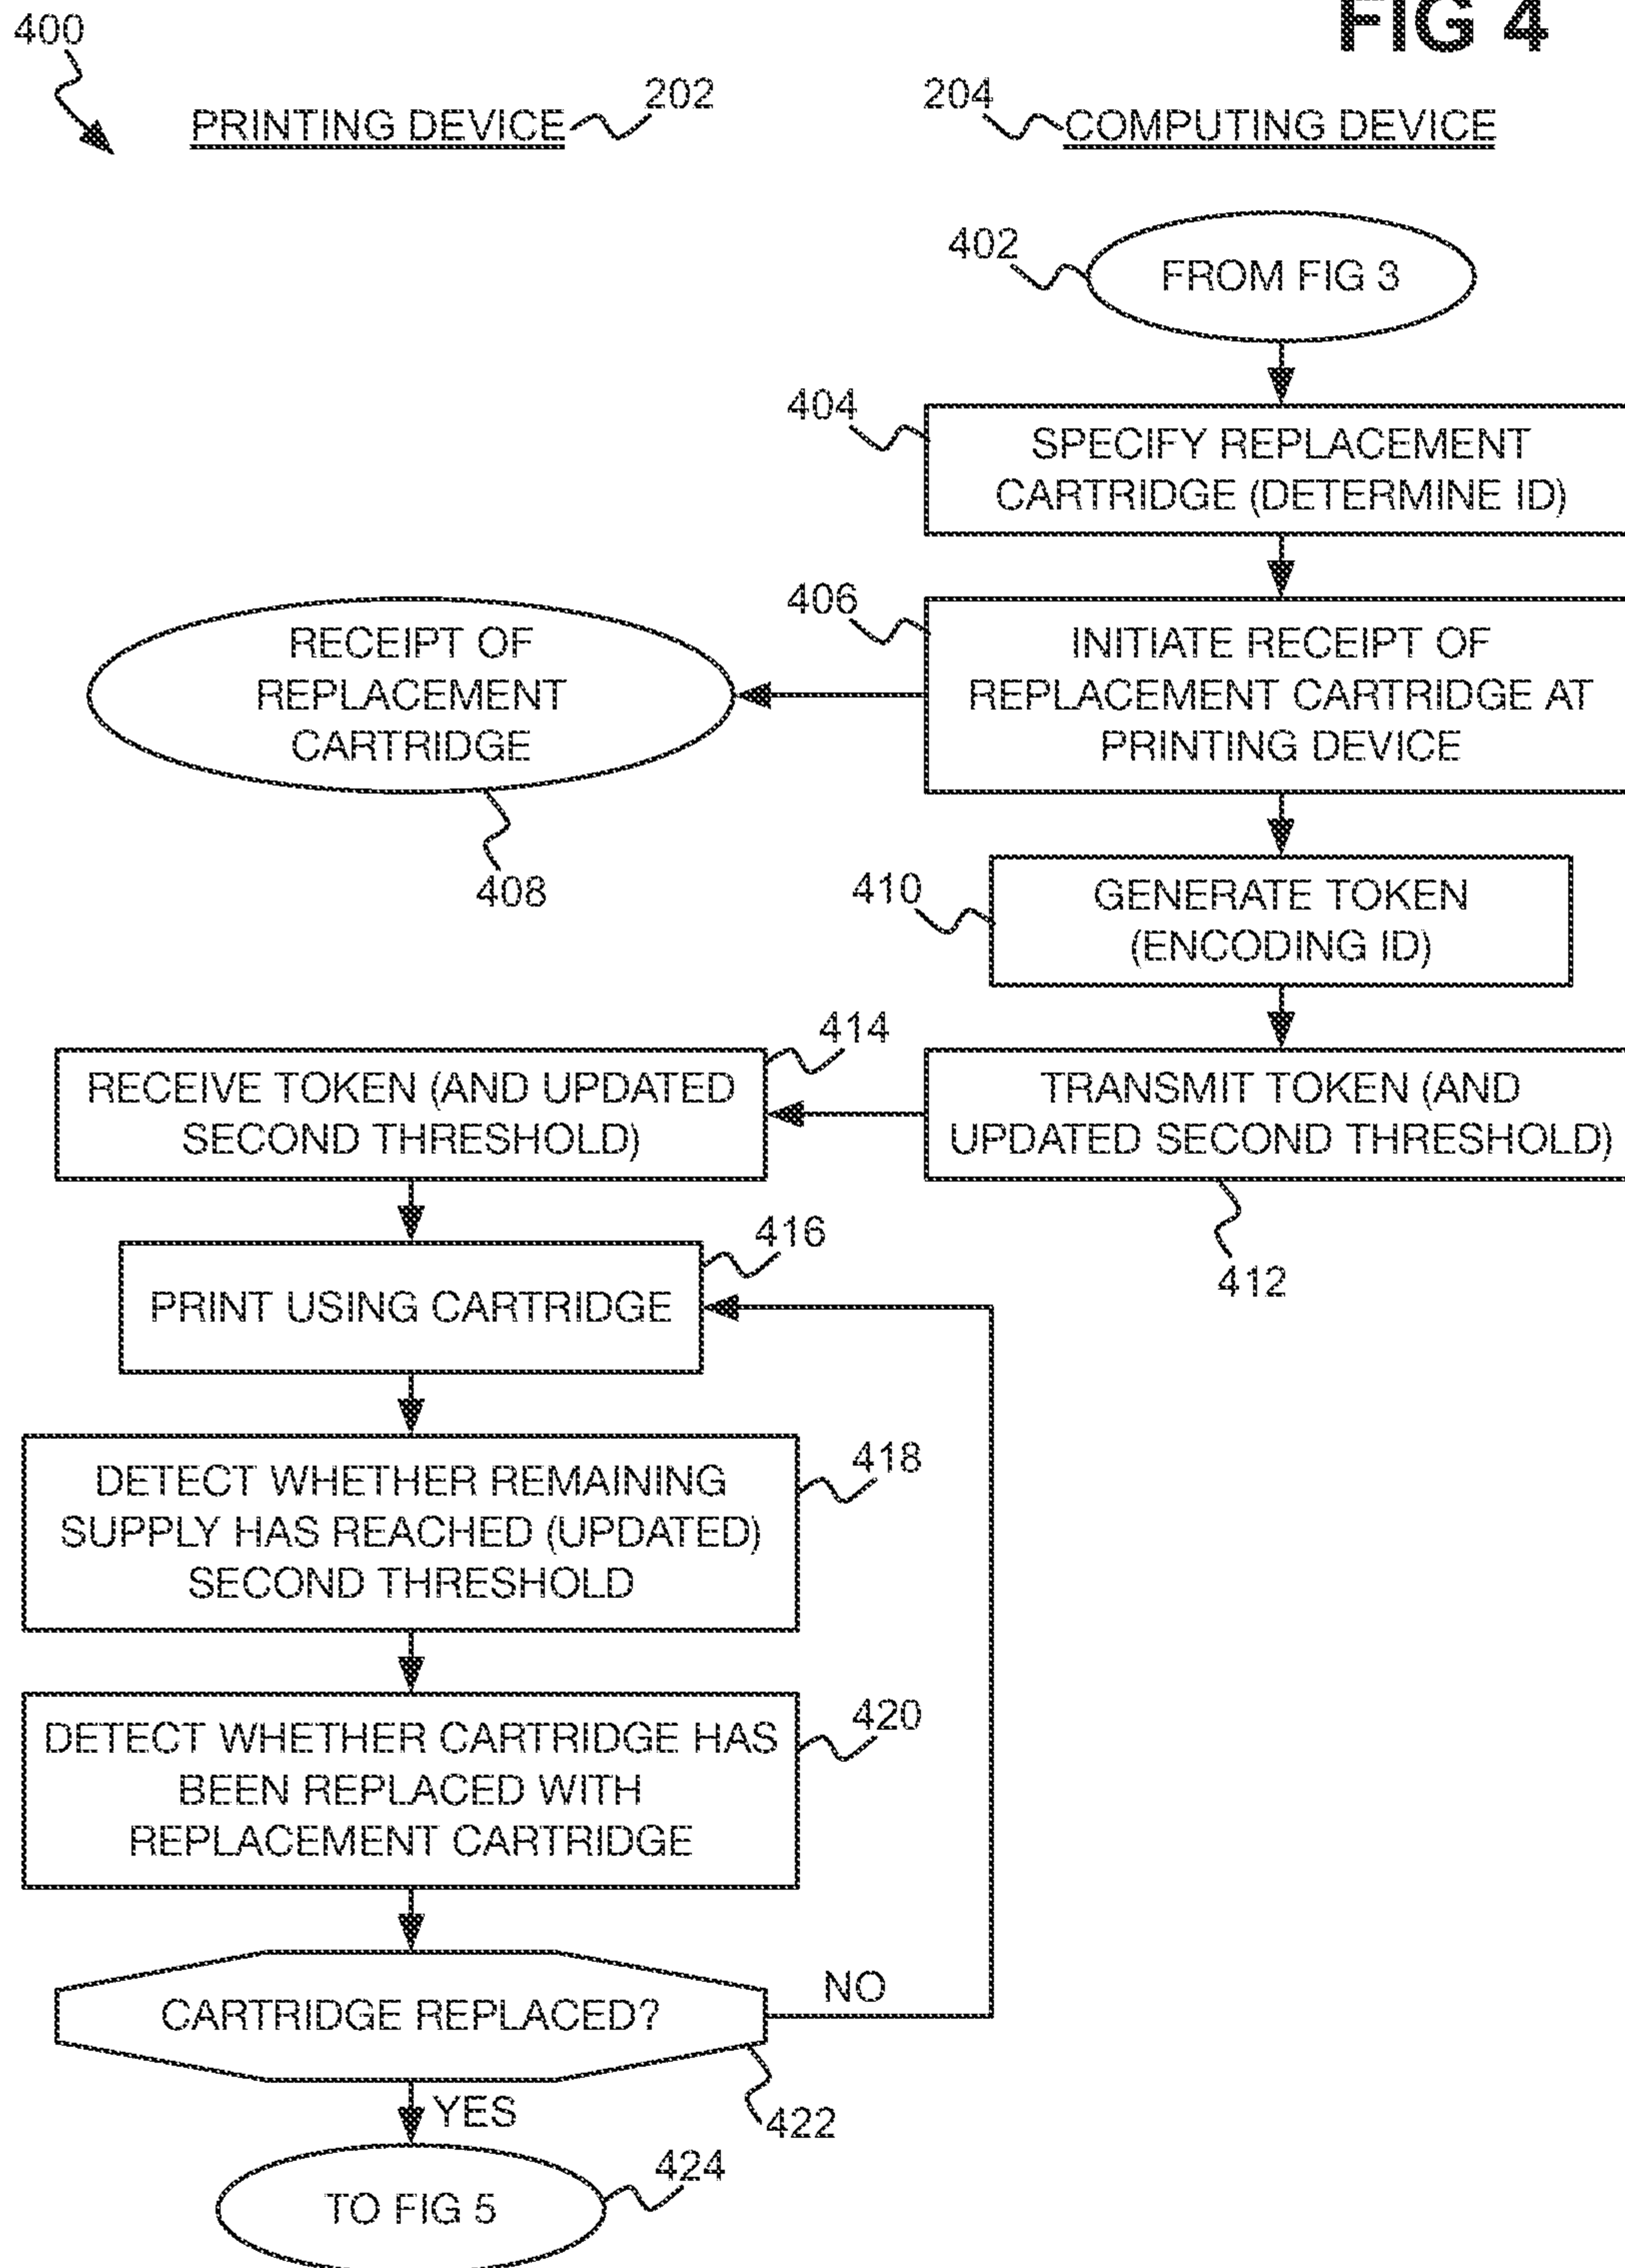 FIG 4
400
PRINTING DEVICE
202
204
COMPUTING DEVICE
402
FROM FIG 3
404
SPECIFY REPLACEMENT
CARTRIDGE (DETERMINE ID)
406
INITIATE RECEIPT OF
REPLACEMENT CARTRIDGE AT
PRINTING DEVICE
RECEIPT OF
REPLACEMENT
CARTRIDGE
408
410
GENERATE TOKEN
(ENCODING ID)
414
RECEIVE TOKEN (AND UPDATED
SECOND THRESHOLD)
TRANSMIT TOKEN (AND
UPDATED SECOND THRESHOLD)
412
416
PRINT USING CARTRIDGE
418
DETECT WHETHER REMAINING
SUPPLY HAS REACHED (UPDATED)
SECOND THRESHOLD
420
DETECT WHETHER CARTRIDGE HAS
BEEN REPLACED WITH
REPLACEMENT CARTRIDGE
CARTRIDGE REPLACED?
NO
422
YES
424
TO FIG 5